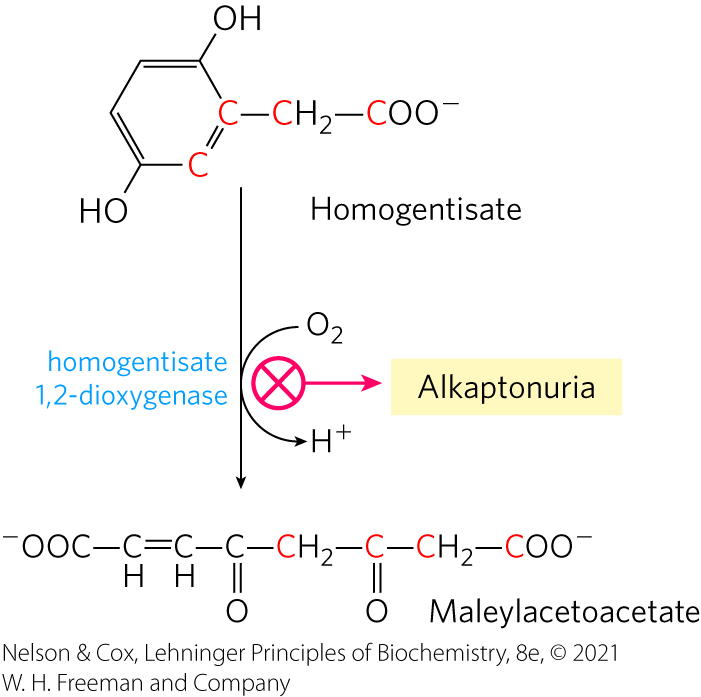 OH
C—CH₂—COO⁻
C
HO
Homogentisate
O₂
homogentisate
1,2-dioxygenase
Alkaptonuria
H⁺
⁻OOC—C=C—C—CH₂—C—CH₂—COO⁻
H H O O
Maleylacetoacetate
Nelson & Cox, Lehninger Principles of Biochemistry, 8e, © 2021
W. H. Freeman and Company